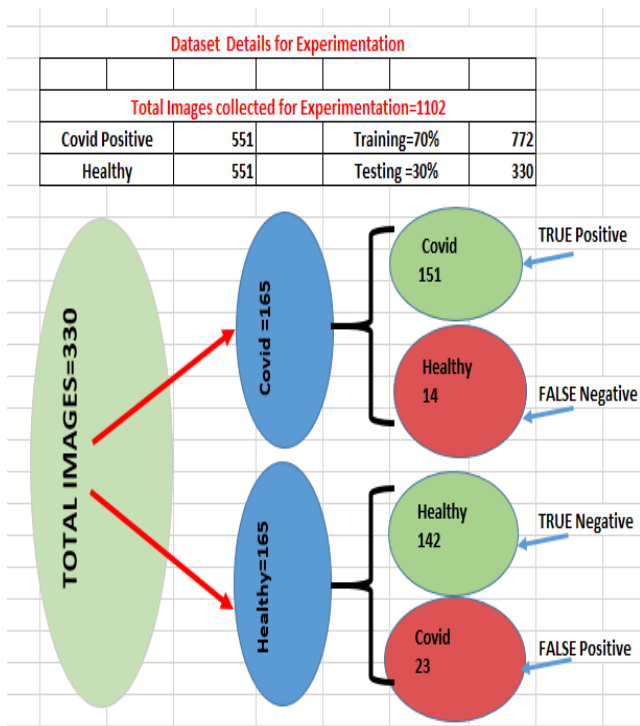 Dataset Details for Experimentation
Total Images collected for Experimentation=1102
Covid Positive 551 Training=70% 772
Healthy 551 Testing =30% 330
TOTAL IMAGES=330
Covid =165
Covid
151
TRUE Positive
Healthy
14
FALSE Negative
Healthy=165
Healthy
142
TRUE Negative
Covid
23
FALSE Positive